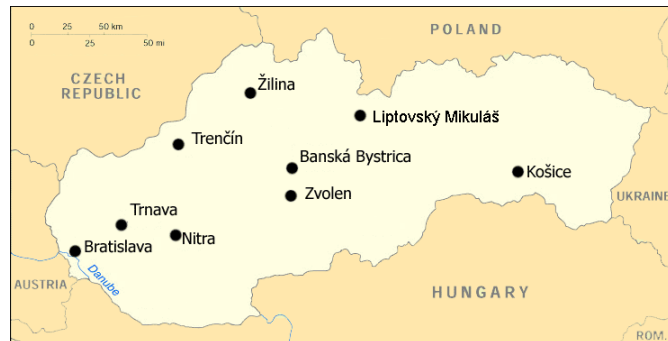 0 25 50 km
0 25 50 mi
POLAND
CZECH
REPUBLIC
Žilina
Liptovský Mikuláš
Trenčín
Banská Bystrica
Košice
Zvolen
UKRAINE
Trnava
Nitra
Bratislava
Danube
AUSTRIA
HUNGARY
ROM.